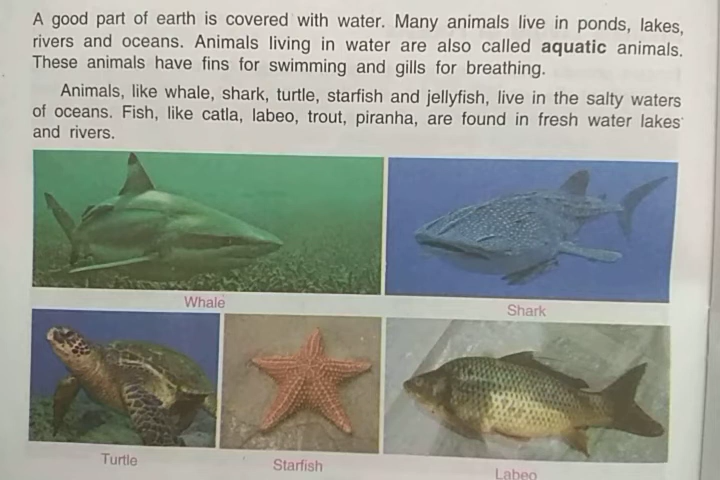 A good part of earth is covered with water. Many animals live in ponds, lakes,
rivers and oceans. Animals living in water are also called aquatic animals.
These animals have fins for swimming and gills for breathing.
Animals, like whale, shark, turtle, starfish and jellyfish, live in the salty waters
of oceans. Fish, like catla, labeo, trout, piranha, are found in fresh water lakes
and rivers.
Whale
Shark
Turtle
Starfish
Labeo